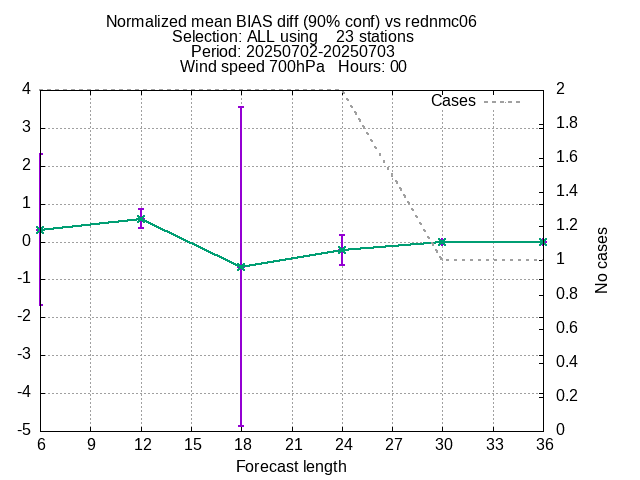 Normalized mean BIAS diff (90% conf) vs rednmc06
Selection: ALL using    23 stations
Period: 20250702-20250703
Wind speed 700hPa   Hours: 00
Cases
4
3
2
1
0
-1
-2
-3
-4
-5
2
1.8
1.6
1.4
1.2
1
0.8
0.6
0.4
0.2
0
No cases
6 9 12 15 18 21 24 27 30 33 36
Forecast length